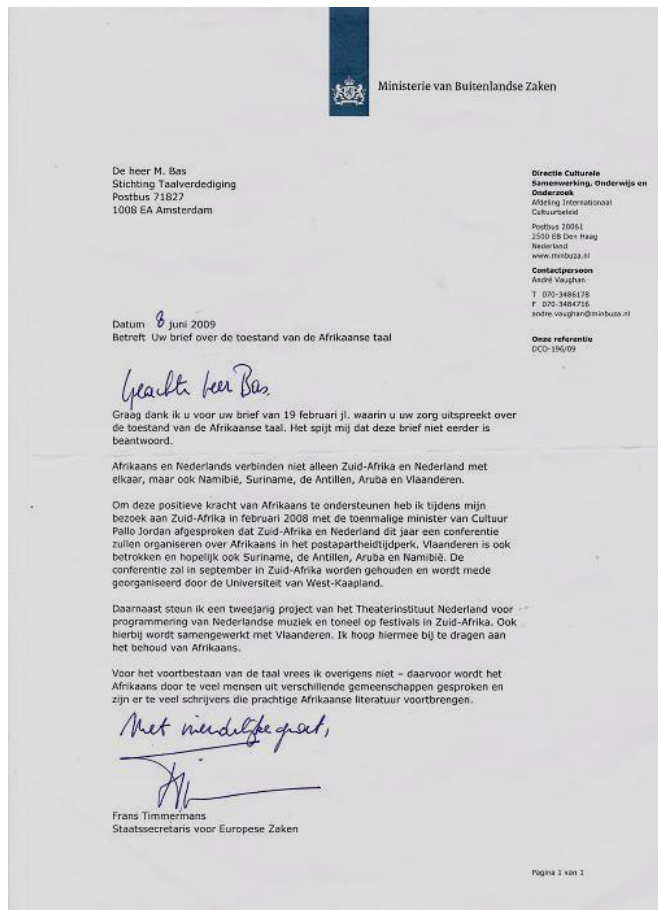 Ministerie van Buitenlandse Zaken
De heer M. Bas
Stichting Taalverdediging
Postbus 71827
1008 EA Amsterdam
Directie Culturele
Samenwerking, Onderwijs en
Onderzoek
Afdeling Internationaal
Cultuurbeleid
Postbus 20061
2500 EB Den Haag
Nederland
www.minbuza.nl
Contactpersoon
André Vaughan
T 070-3486178
F 070-3484716
andre.vaughan@minbuza.nl
Onze referentie
DCO-196/09
Datum 8 juni 2009
Betreft Uw brief over de toestand van de Afrikaanse taal
Geachte heer Bas,
Graag dank ik u voor uw brief van 19 februari jl. waarin u uw zorg uitspreekt over
de toestand van de Afrikaanse taal. Het spijt mij dat deze brief niet eerder is
beantwoord.
Afrikaans en Nederlands verbinden niet alleen Zuid-Afrika en Nederland met
elkaar, maar ook Namibië, Suriname, de Antillen, Aruba en Vlaanderen.
Om deze positieve kracht van Afrikaans te ondersteunen heb ik tijdens mijn
bezoek aan Zuid-Afrika in februari 2008 met de toenmalige minister van Cultuur
Pallo Jordan afgesproken dat Zuid-Afrika en Nederland dit jaar een conferentie
zullen organiseren over Afrikaans in het postapartheidtijdperk. Vlaanderen is ook
betrokken en hopelijk ook Suriname, de Antillen, Aruba en Namibië. De
conferentie zal in september in Zuid-Afrika worden gehouden en wordt mede
georganiseerd door de Universiteit van West-Kaapland.
Daarnaast steun ik een tweejarig project van het Theaterinstituut Nederland voor
programmering van Nederlandse muziek en toneel op festivals in Zuid-Afrika. Ook
hierbij wordt samengewerkt met Vlaanderen. Ik hoop hiermee bij te dragen aan
het behoud van Afrikaans.
Voor het voortbestaan van de taal vrees ik overigens niet – daarvoor wordt het
Afrikaans door te veel mensen uit verschillende gemeenschappen gesproken en
zijn er te veel schrijvers die prachtige Afrikaanse literatuur voortbrengen.
Met vriendelijke groet,
Frans Timmermans
Staatssecretaris voor Europese Zaken
Pagina 1 van 1